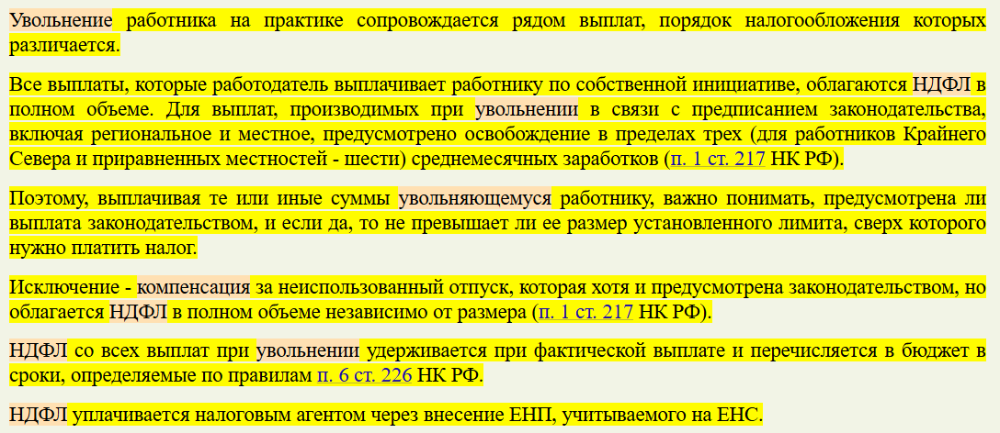 Увольнение работника на практике сопровождается рядом выплат, порядок налогообложения которых
различается.
Все выплаты, которые работодатель выплачивает работнику по собственной инициативе, облагаются НДФЛ в
полном объеме. Для выплат, производимых при увольнении в связи с предписанием законодательства,
включая региональное и местное, предусмотрено освобождение в пределах трех (для работников Крайнего
Севера и приравненных местностей - шести) среднемесячных заработков (п. 1 ст. 217 НК РФ).
Поэтому, выплачивая те или иные суммы увольняющемуся работнику, важно понимать, предусмотрена ли
выплата законодательством, и если да, то не превышает ли ее размер установленного лимита, сверх которого
нужно платить налог.
Исключение - компенсация за неиспользованный отпуск, которая хотя и предусмотрена законодательством, но
облагается НДФЛ в полном объеме независимо от размера (п. 1 ст. 217 НК РФ).
НДФЛ со всех выплат при увольнении удерживается при фактической выплате и перечисляется в бюджет в
сроки, определяемые по правилам п. 6 ст. 226 НК РФ.
НДФЛ уплачивается налоговым агентом через внесение ЕНП, учитываемого на ЕНС.